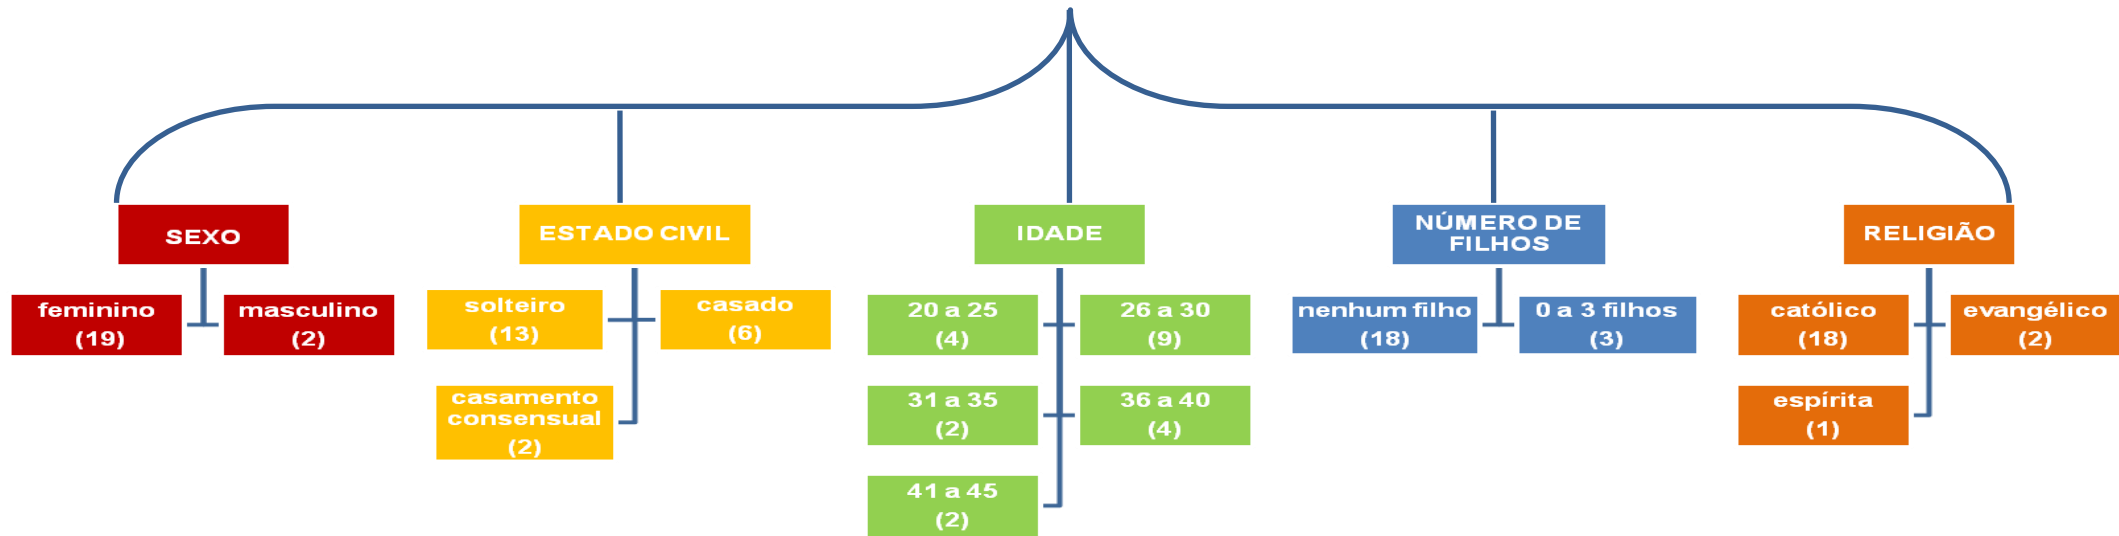 SEXO
feminino
(19)
masculino
(2)
ESTADO CIVIL
solteiro
(13)
casado
(6)
casamento
consensual
(2)
IDADE
20 a 25
(4)
26 a 30
(9)
31 a 35
(2)
36 a 40
(4)
41 a 45
(2)
NÚMERO DE
FILHOS
nenhum filho
(18)
0 a 3 filhos
(3)
RELIGIÃO
católico
(18)
evangélico
(2)
espírita
(1)